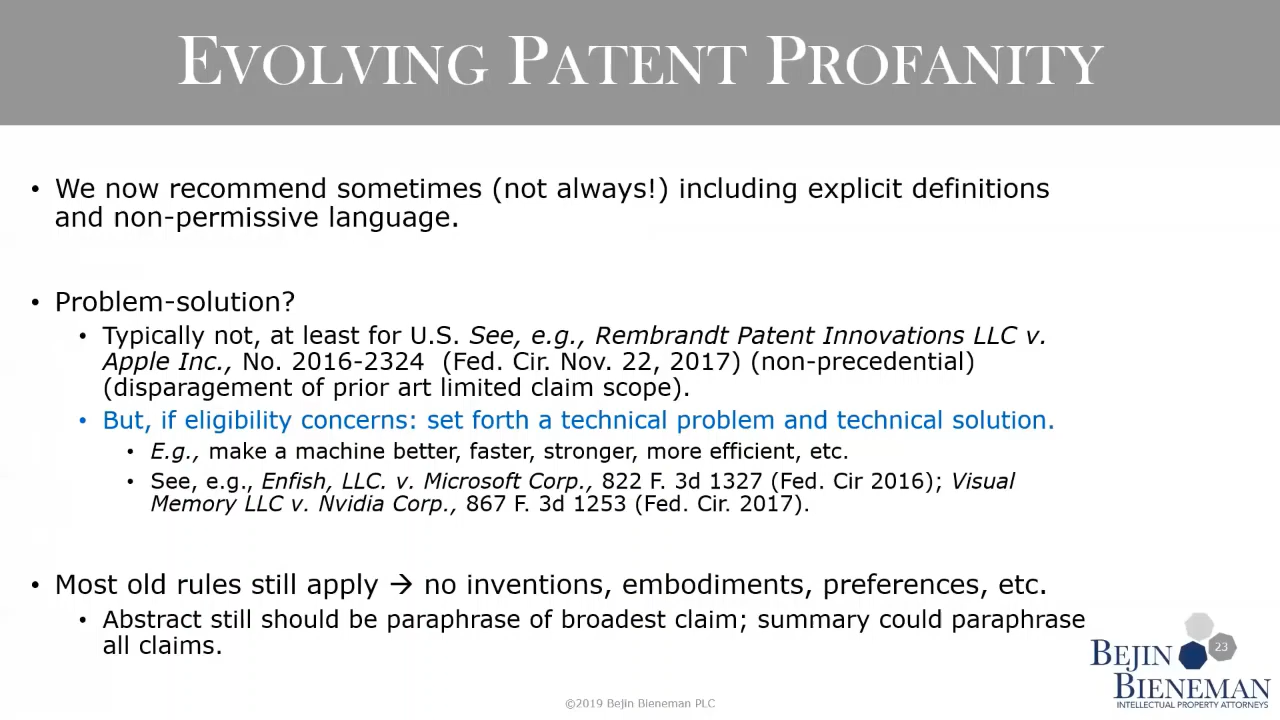 EVOLVING PATENT PROFANITY
• We now recommend sometimes (not always!) including explicit definitions
and non-permissive language.
• Problem-solution?
• Typically not, at least for U.S. See, e.g., Rembrandt Patent Innovations LLC v.
Apple Inc., No. 2016-2324 (Fed. Cir. Nov. 22, 2017) (non-precedential)
(disparagement of prior art limited claim scope).
• But, if eligibility concerns: set forth a technical problem and technical solution.
• E.g., make a machine better, faster, stronger, more efficient, etc.
• See, e.g., Enfish, LLC. v. Microsoft Corp., 822 F. 3d 1327 (Fed. Cir 2016); Visual
Memory LLC v. Nvidia Corp., 867 F. 3d 1253 (Fed. Cir. 2017).
• Most old rules still apply → no inventions, embodiments, preferences, etc.
• Abstract still should be paraphrase of broadest claim; summary could paraphrase
all claims.
23
BEJIN
BIENEMAN
INTELLECTUAL PROPERTY ATTORNEYS
©2019 Bejin Bieneman PLC